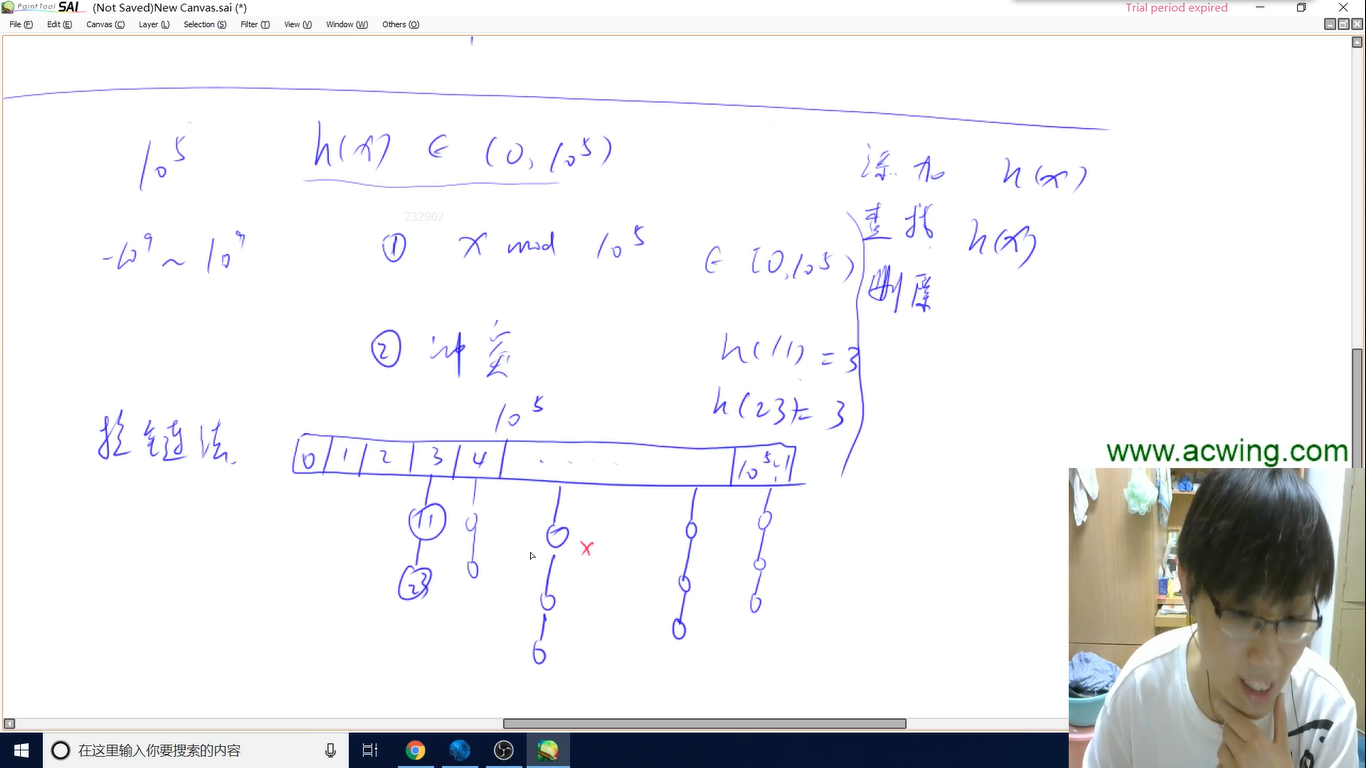 PaintTool SAI (Not Saved)New Canvas.sai (*)
Trial period expired
File (F) Edit (E) Canvas (C) Layer (L) Selection (S) Filter (T) View (V) Window (W) Others (O)
10^5 h(x) ∈ (0, 10^5)
添加 h(x)
232902
查找 h(x)
-10^9 ~ 10^9 ① x mod 10^5 ∈ [0, 10^5)
删除
② 冲突 h(11) = 3
10^5 h(23) = 3
拉链法
0 1 2 3 4 ..... 10^5-1
www.acwing.com
11
x
23
在这里输入你要搜索的内容